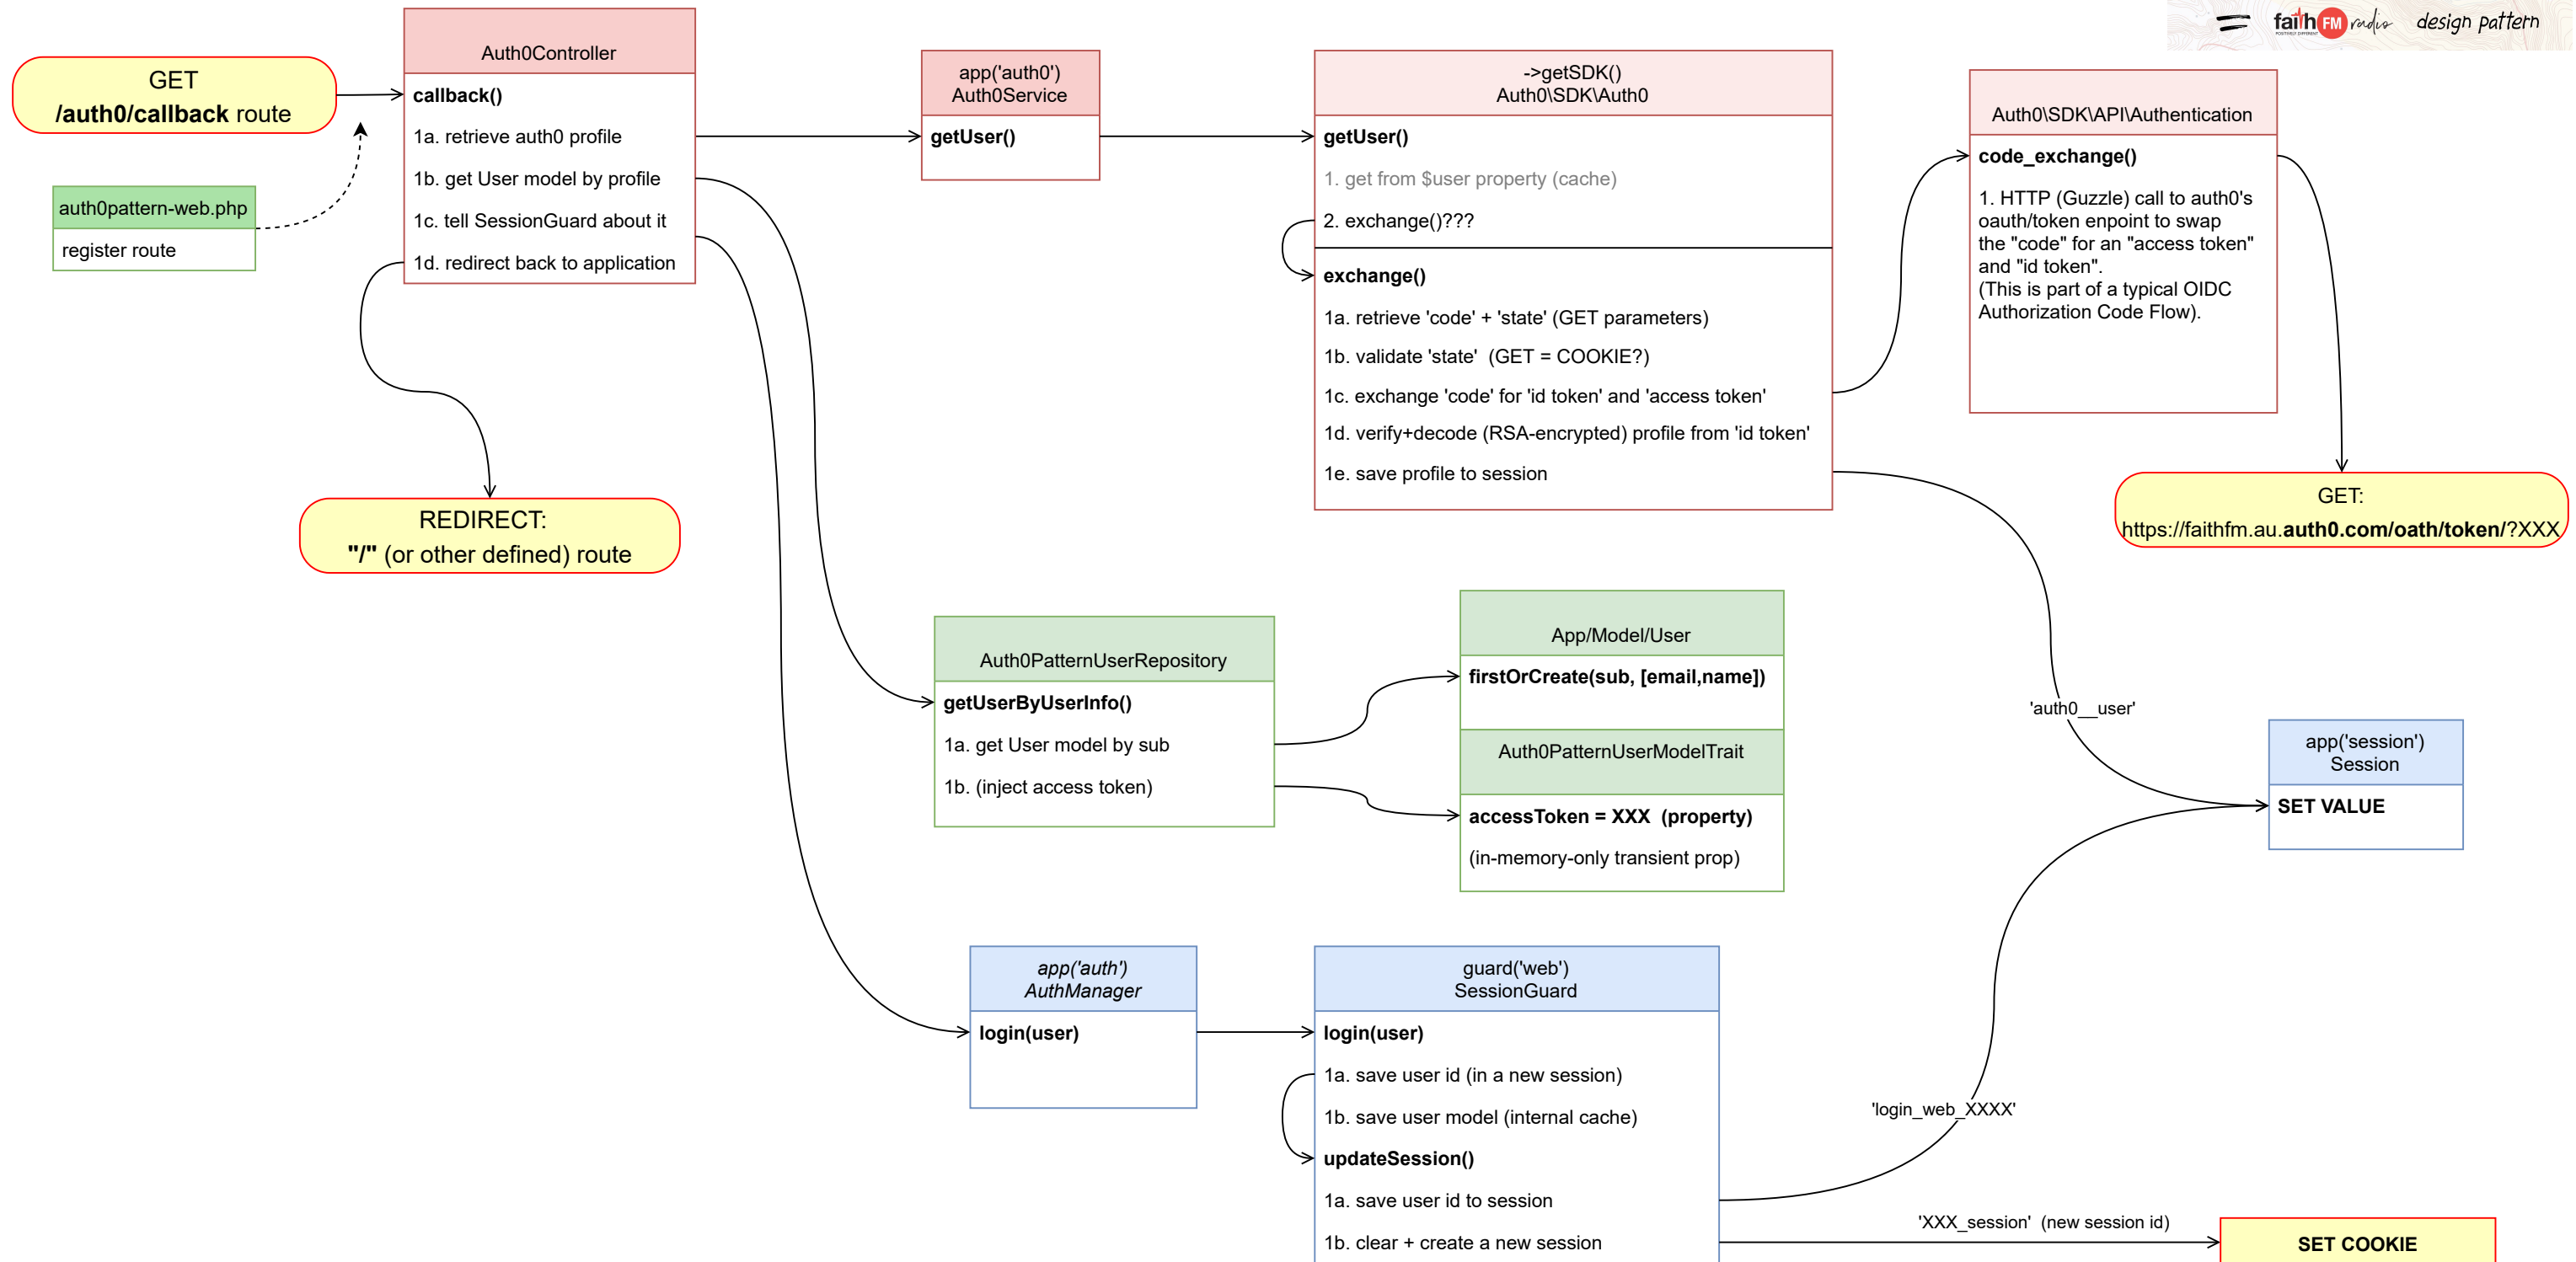 faith FM radio design pattern
POSITIVELY DIFFERENT
GET
/auth0/callback route
auth0pattern-web.php
register route
Auth0Controller
callback()
1a. retrieve auth0 profile
1b. get User model by profile
1c. tell SessionGuard about it
1d. redirect back to application
REDIRECT:
"/" (or other defined) route
app('auth0')
Auth0Service
getUser()
->getSDK()
Auth0\SDK\Auth0
getUser()
1. get from $user property (cache)
2. exchange()???
exchange()
1a. retrieve 'code' + 'state' (GET parameters)
1b. validate 'state'  (GET = COOKIE?)
1c. exchange 'code' for 'id token' and 'access token'
1d. verify+decode (RSA-encrypted) profile from 'id token'
1e. save profile to session
Auth0\SDK\API\Authentication
code_exchange()
1. HTTP (Guzzle) call to auth0's
oauth/token enpoint to swap
the "code" for an "access token"
and "id token".
(This is part of a typical OIDC
Authorization Code Flow).
GET:
https://faithfm.au.auth0.com/oath/token/?XXX
Auth0PatternUserRepository
getUserByUserInfo()
1a. get User model by sub
1b. (inject access token)
App/Model/User
firstOrCreate(sub, [email,name])
Auth0PatternUserModelTrait
accessToken = XXX  (property)
(in-memory-only transient prop)
'auth0__user'
app('session')
Session
SET VALUE
app('auth')
AuthManager
login(user)
guard('web')
SessionGuard
login(user)
1a. save user id (in a new session)
1b. save user model (internal cache)
updateSession()
1a. save user id to session
1b. clear + create a new session
'login_web_XXXX'
'XXX_session'  (new session id)
SET COOKIE